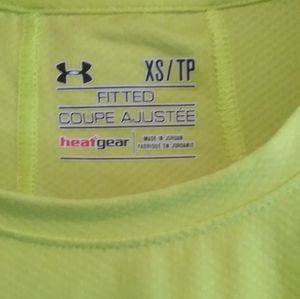 XS/TP
FITTED
COUPE AJUSTÉE
heatgear
MADE IN JORDAN
FABRIQUÉ EN JORDANIE